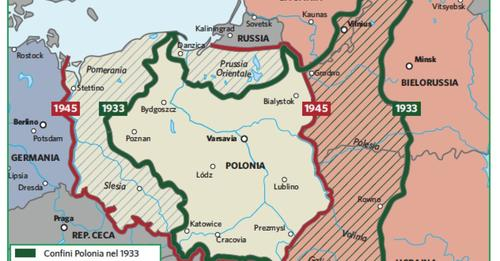 Kaunas
Vitsyebsk
Sovetsk
Kaliningrad
Vilnius
RUSSIA
Danzica
Rostock
Prussia
Orientale
Minsk
Pomerania
Grodno
Stettino
BIELORUSSIA
Bialystok
1945
1933
Bydgoszcz
1945
1933
Berlino
Potsdam
Poznan
Varsavia
Polesia
GERMANIA
POLONIA
Lódz
Lipsia
Dresda
Slesia
Lublino
Rowno
Praga
Katowice
Przemysl
Cracovia
Volinia
REP. CECA
Confini Polonia nel 1933